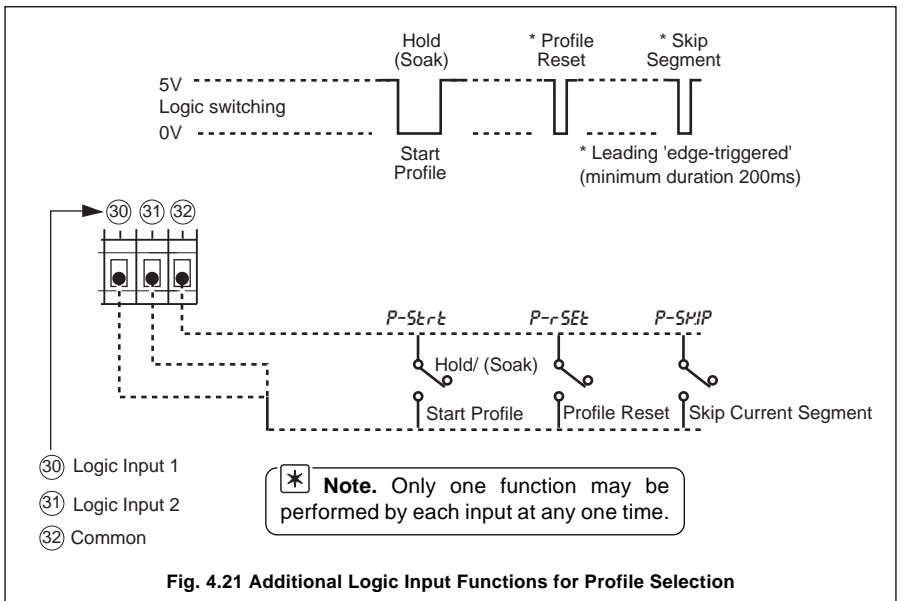 Hold
(Soak)
* Profile
Reset
* Skip
Segment
5V
Logic switching
0V
Start
Profile
* Leading 'edge-triggered'
(minimum duration 200ms)
30 31 32
P-Strt P-rSEt P-SKIP
Hold/ (Soak)
Start Profile Profile Reset Skip Current Segment
30 Logic Input 1
31 Logic Input 2
32 Common
* Note. Only one function may be
performed by each input at any one time.
Fig. 4.21 Additional Logic Input Functions for Profile Selection